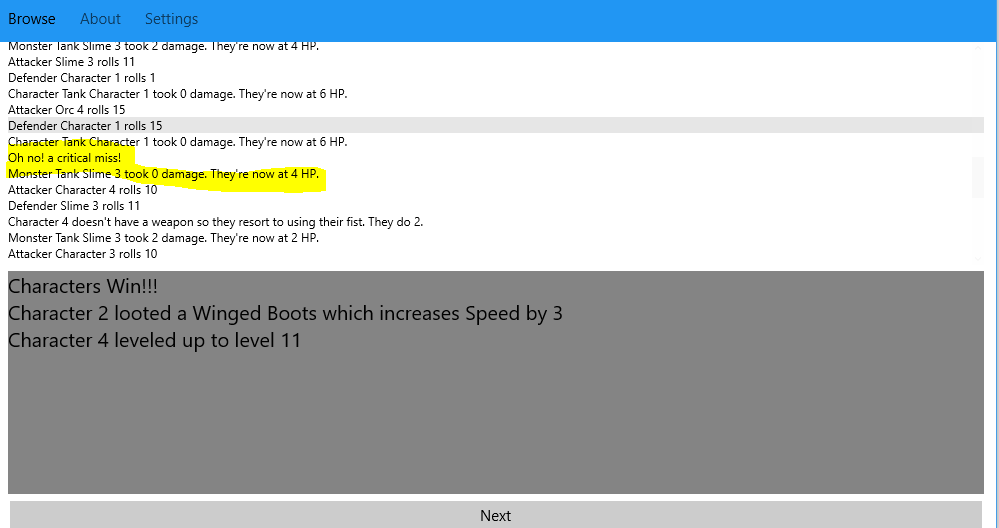 Browse About Settings
Monster Tank Slime 3 took 2 damage. They're now at 4 HP.
Attacker Slime 3 rolls 11
Defender Character 1 rolls 1
Character Tank Character 1 took 0 damage. They're now at 6 HP.
Attacker Orc 4 rolls 15
Defender Character 1 rolls 15
Character Tank Character 1 took 0 damage. They're now at 6 HP.
Oh no! a critical miss!
Monster Tank Slime 3 took 0 damage. They're now at 4 HP.
Attacker Character 4 rolls 10
Defender Slime 3 rolls 11
Character 4 doesn't have a weapon so they resort to using their fist. They do 2.
Monster Tank Slime 3 took 2 damage. They're now at 2 HP.
Attacker Character 3 rolls 10
Characters Win!!!
Character 2 looted a Winged Boots which increases Speed by 3
Character 4 leveled up to level 11
Next